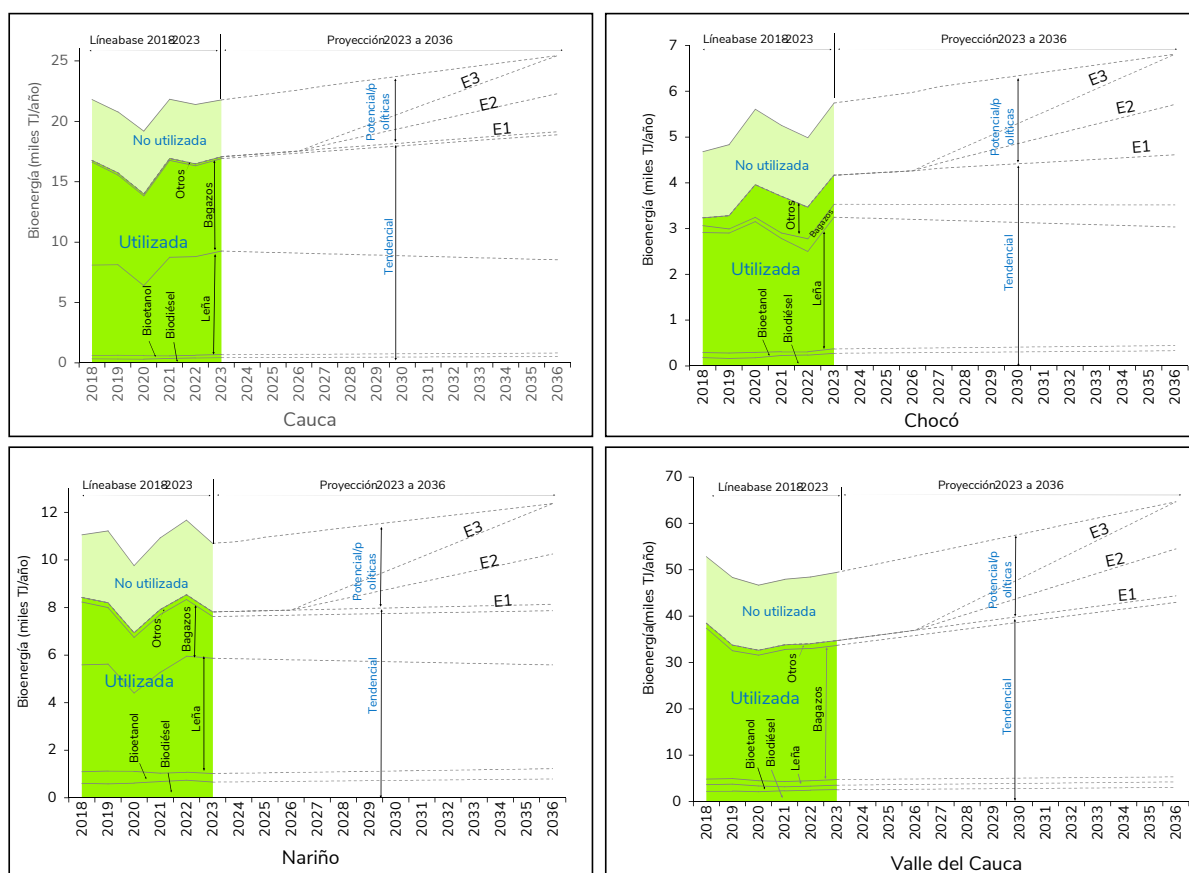 Líneabase 2018-2023
Proyección 2023 a 2036
Bioenergía (miles TJ/año)
25
20
15
10
5
0
No utilizada
Utilizada
Otros
Bagazos
Leña
Bioetanol
Biodiésel
Potencial/p
olíticas
Tendencial
E3
E2
E1
2018
2019
2020
2021
2022
2023
2024
2025
2026
2027
2028
2029
2030
2031
2032
2033
2034
2035
2036
Cauca
Líneabase 2018-2023
Proyección 2023 a 2036
Bioenergía (miles TJ/año)
7
6
5
4
3
2
1
0
No utilizada
Utilizada
Otros
Bagazos
Leña
Bioetanol
Biodiésel
Potencial/p
olíticas
Tendencial
E3
E2
E1
2018
2019
2020
2021
2022
2023
2024
2025
2026
2027
2028
2029
2030
2031
2032
2033
2034
2035
2036
Chocó
Líneabase 2018-2023
Proyección 2023 a 2036
Bioenergía (miles TJ/año)
12
10
8
6
4
2
0
No utilizada
Utilizada
Otros
Bagazos
Leña
Bioetanol
Biodiésel
Potencial/p
olíticas
Tendencial
E3
E2
E1
2018
2019
2020
2021
2022
2023
2024
2025
2026
2027
2028
2029
2030
2031
2032
2033
2034
2035
2036
Nariño
Líneabase 2018-2023
Proyección 2023 a 2036
Bioenergía(miles TJ/año)
70
60
50
40
30
20
10
0
No utilizada
Utilizada
Otros
Bagazos
Leña
Bioetanol
Biodiésel
Potencial/p
olíticas
Tendencial
E3
E2
E1
2018
2019
2020
2021
2022
2023
2024
2025
2026
2027
2028
2029
2030
2031
2032
2033
2034
2035
2036
Valle del Cauca